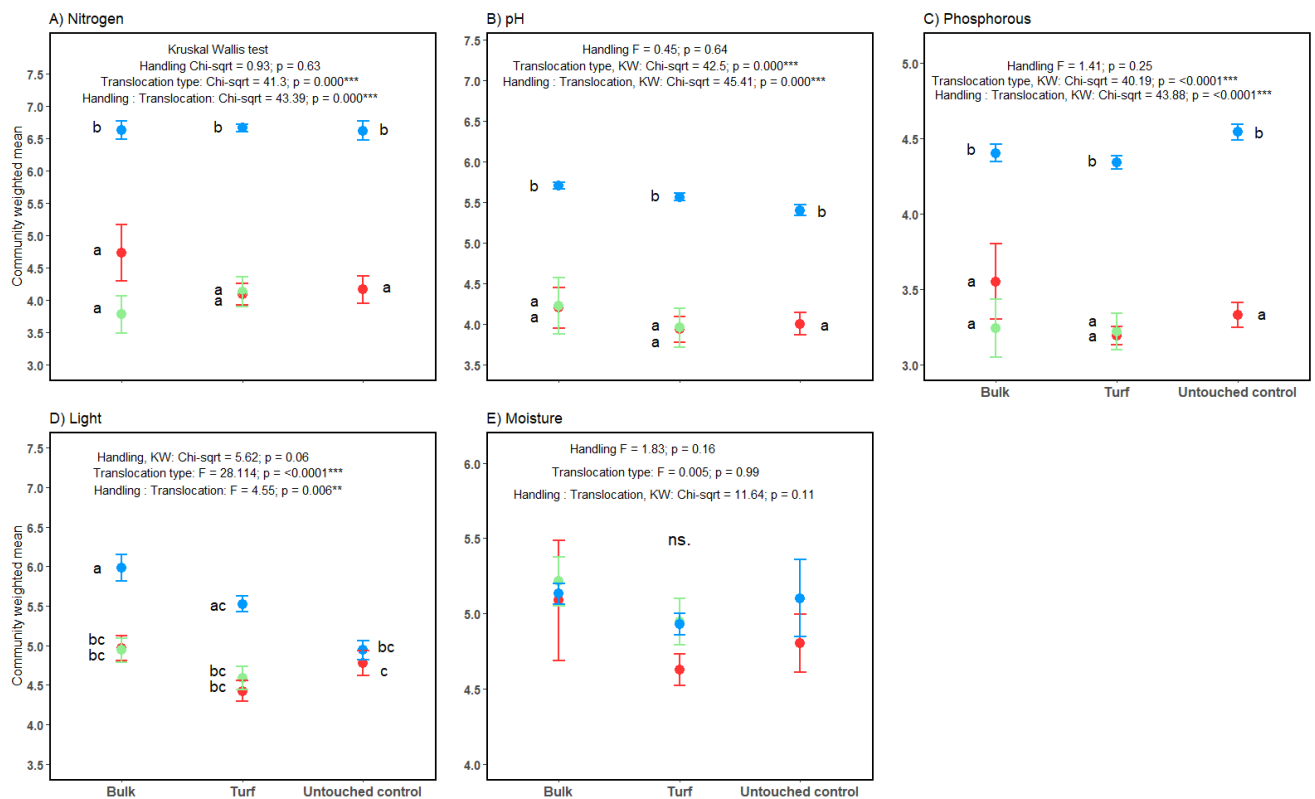 A) Nitrogen
Kruskal Wallis test
Handling Chi-sqrt = 0.93; p = 0.63
Translocation type: Chi-sqrt = 41.3; p = 0.000***
Handling : Translocation: Chi-sqrt = 43.39; p = 0.000***
Community weighted mean
7.5
7.0
6.5
6.0
5.5
5.0
4.5
4.0
3.5
3.0
b
b
b
a
a
a
a
a
B) pH
Handling F = 0.45; p = 0.64
Translocation type, KW: Chi-sqrt = 42.5; p = 0.000***
Handling : Translocation, KW: Chi-sqrt = 45.41; p = 0.000***
7.5
7.0
6.5
6.0
5.5
5.0
4.5
4.0
3.5
b
b
b
a
a
a
a
a
C) Phosphorous
Handling F = 1.41; p = 0.25
Translocation type, KW: Chi-sqrt = 40.19; p = <0.0001***
Handling : Translocation, KW: Chi-sqrt = 43.88; p = <0.0001***
5.0
4.5
4.0
3.5
3.0
b
b
b
a
a
a
a
a
Bulk
Turf
Untouched control
D) Light
Handling, KW: Chi-sqrt = 5.62; p = 0.06
Translocation type: F = 28.114; p = <0.0001***
Handling : Translocation: F = 4.55; p = 0.006**
Community weighted mean
7.5
7.0
6.5
6.0
5.5
5.0
4.5
4.0
3.5
a
ac
bc
bc
bc
bc
bc
c
Bulk
Turf
Untouched control
E) Moisture
Handling F = 1.83; p = 0.16
Translocation type: F = 0.005; p = 0.99
Handling : Translocation, KW: Chi-sqrt = 11.64; p = 0.11
6.0
5.5
5.0
4.5
4.0
ns.
Bulk
Turf
Untouched control